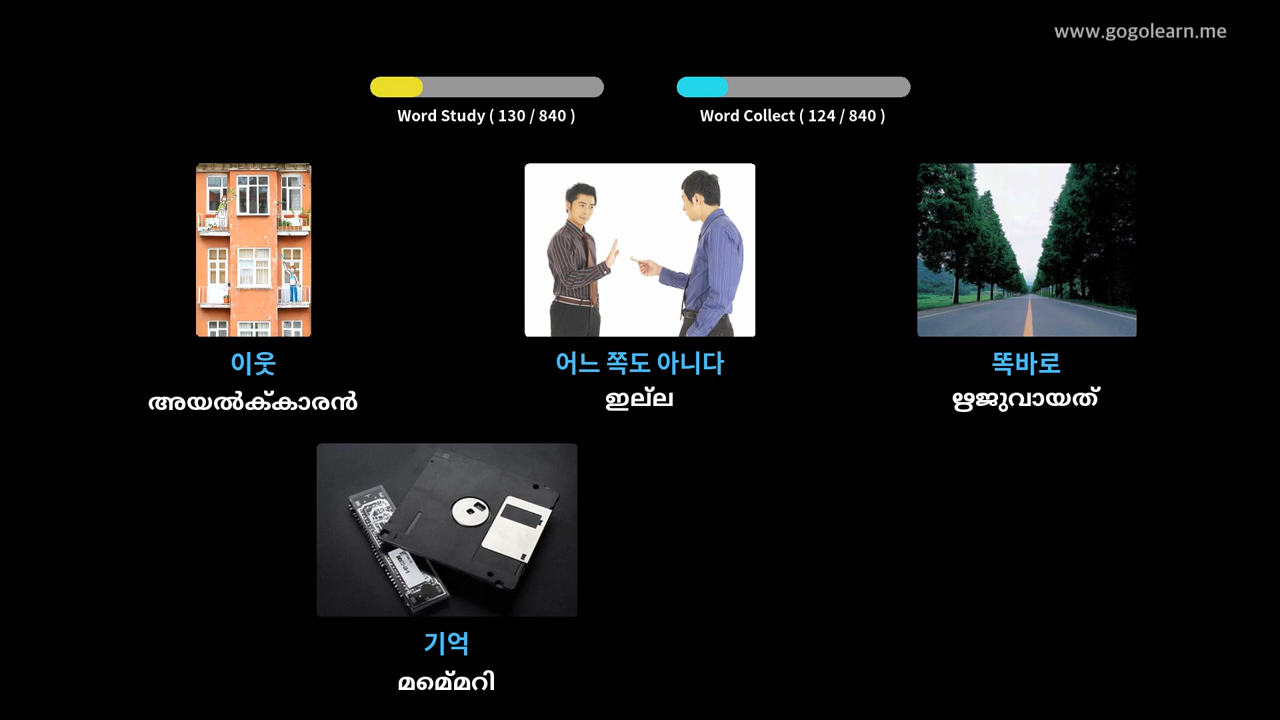 www.gogolearn.me
Word Study ( 130 / 840 )
Word Collect ( 124 / 840 )
이웃
അയൽക്കാരൻ
어느 쪽도 아니다
ഇല്ല
똑바로
ഋജുവായത്
기억
മെമ്മറി